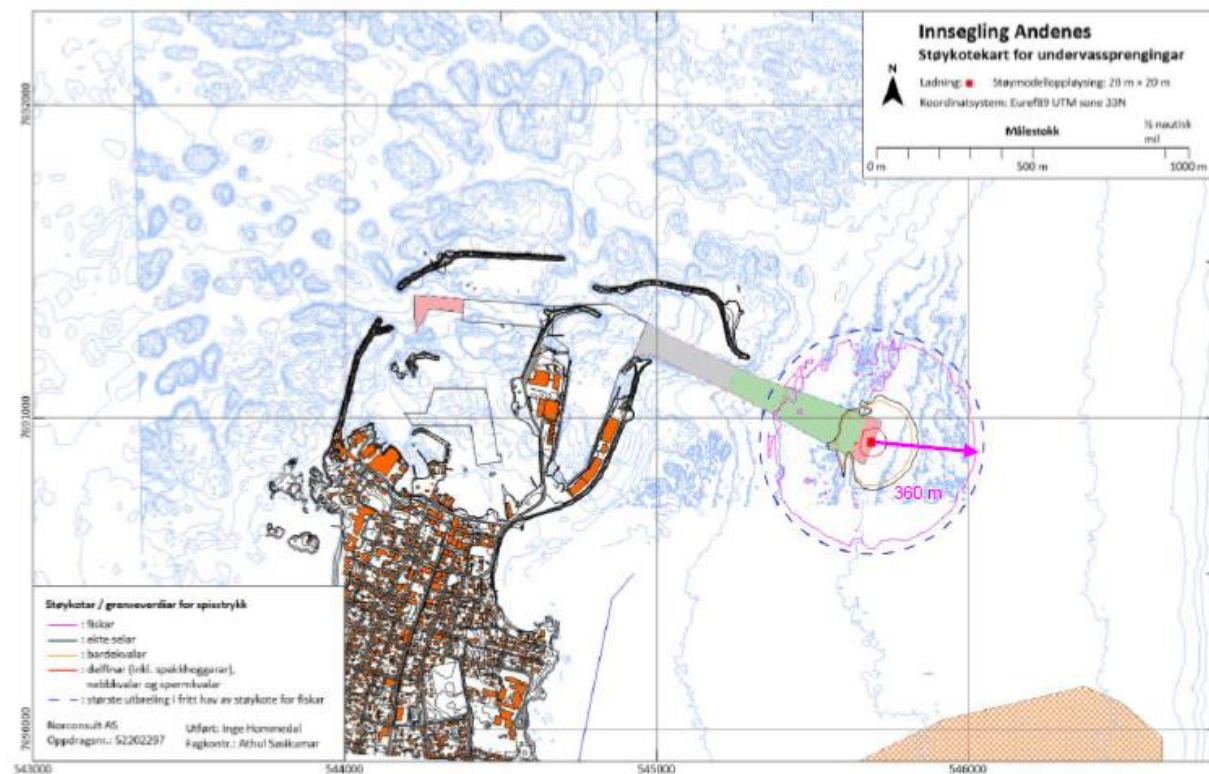 Innsegling Andenes
Støykotekart for undervassprengingar
N
Ladning: Støymodelloppløysing: 20 m × 20 m
Koordinatsystem: Euref89 UTM sone 33N
Målestokk
½ nautisk
mil
0 m 500 m 1000 m
7692000
7691000
7690000
360 m
Støykotar / grenseverdiar for spisstrykk
: fiskar
: ekte selar
: bardekvalar
: delfinar (inkl. spekkhoggarar),
nebbkvalar og spermkvalar
: største utbreiing i fritt hav av støykote for fiskar
Norconsult AS
Oppdragsnr.: 52202297
Utført: Inge Hommedal
Fagkontr.: Athul Sasikumar
543000 544000 545000 546000